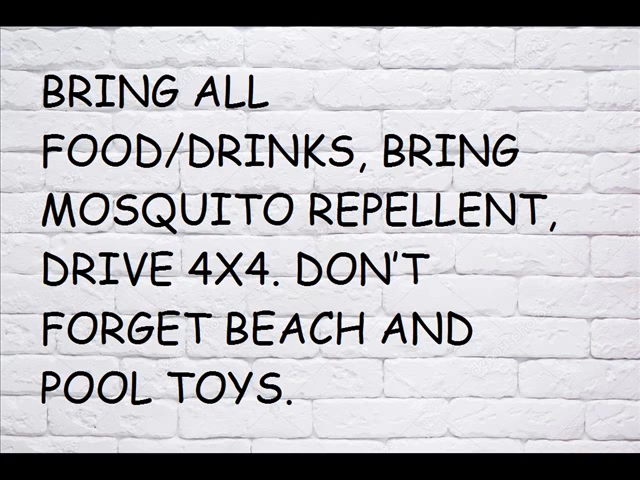 BRING ALL
FOOD/DRINKS, BRING
MOSQUITO REPELLENT,
DRIVE 4X4. DON'T
FORGET BEACH AND
POOL TOYS.